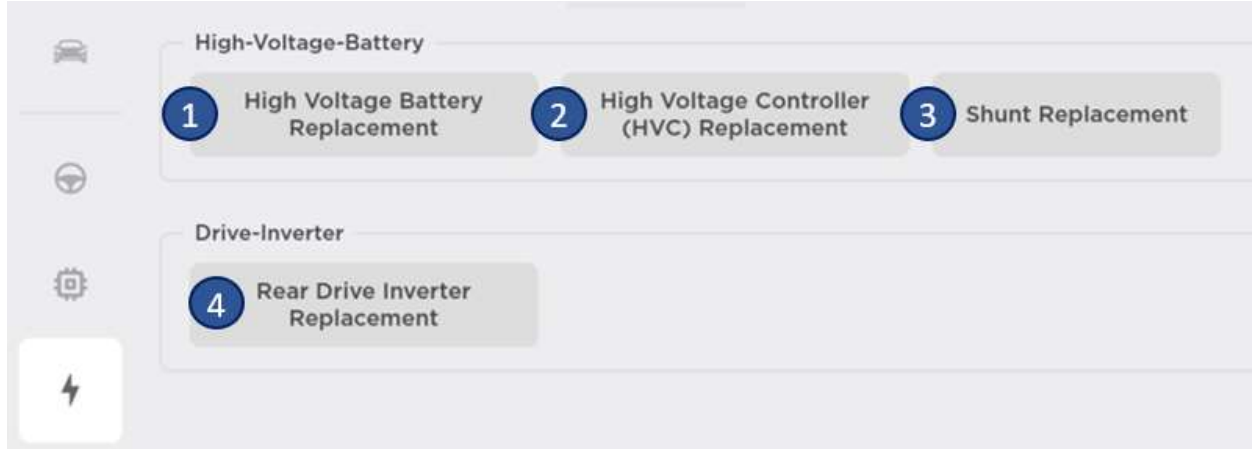 High-Voltage-Battery
1 High Voltage Battery
Replacement
2 High Voltage Controller
(HVC) Replacement
3 Shunt Replacement
Drive-Inverter
4 Rear Drive Inverter
Replacement